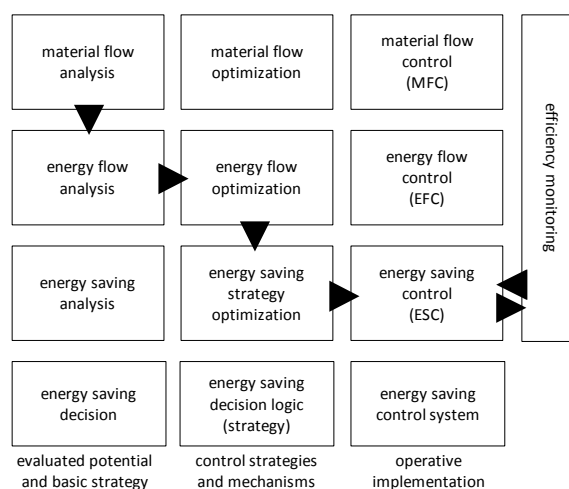 material flow
analysis
material flow
optimization
material flow
control
(MFC)
efficiency monitoring
energy flow
analysis
energy flow
optimization
energy flow
control
(EFC)
energy saving
analysis
energy saving
strategy
optimization
energy saving
control
(ESC)
energy saving
decision
energy saving
decision logic
(strategy)
energy saving
control system
evaluated potential
and basic strategy
control strategies
and mechanisms
operative
implementation